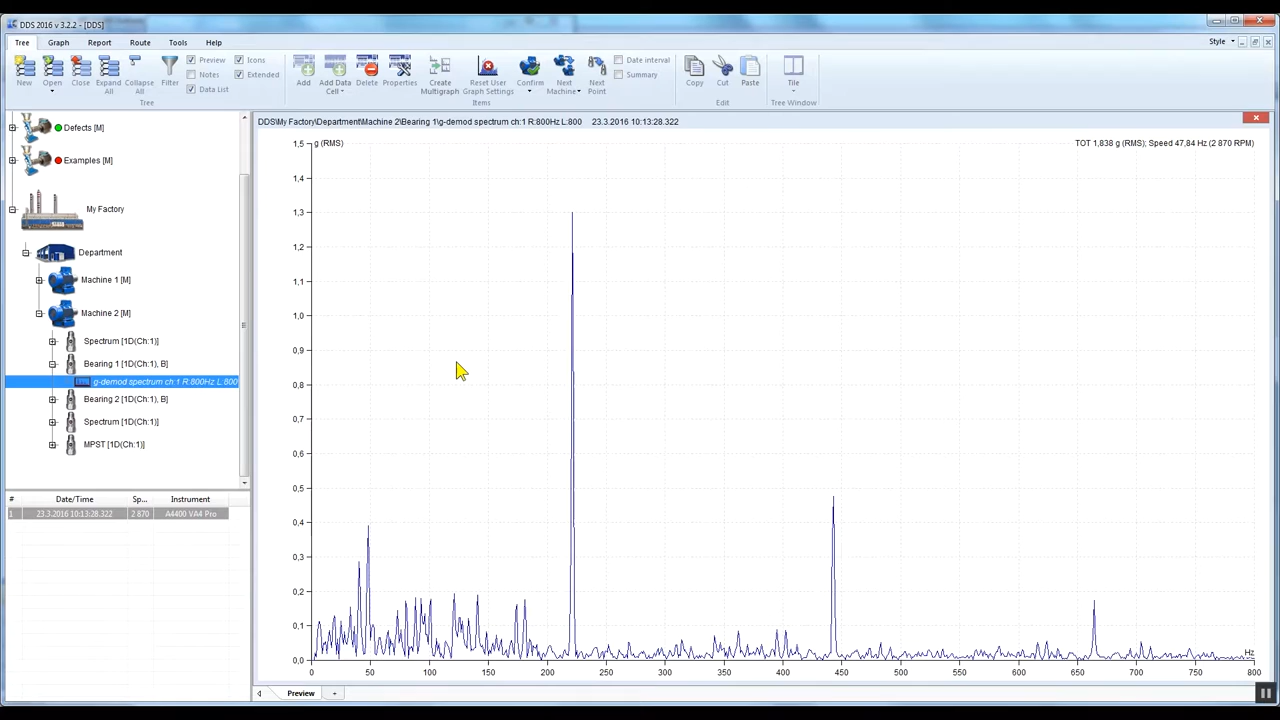 DDS 2016 v 3.2.2 - [DDS]
Tree Graph Report Route Tools Help Style
New Open Close Expand All Collapse All Filter
Preview Icons
Notes Extended
Data List
Tree
Add Add Data Cell Delete Properties Create Multigraph Reset User Graph Settings Confirm Next Machine Next Point
Date interval
Summary
Items
Copy Cut Paste
Edit
Tile
Tree Window
Defects [M]
Examples [M]
My Factory
Department
Machine 1 [M]
Machine 2 [M]
Spectrum [1D(Ch:1)]
Bearing 1 [1D(Ch:1), B]
g-demod spectrum ch:1 R:800Hz L:800
Bearing 2 [1D(Ch:1), B]
Spectrum [1D(Ch:1)]
MPST [1D(Ch:1)]
# Date/Time Sp... Instrument
1 23.3.2016 10:13:28.322 2 870 A4400 VA4 Pro
DDS\My Factory\Department\Machine 2\Bearing 1\g-demod spectrum ch:1 R:800Hz L:800 23.3.2016 10:13:28.322
1,5 g (RMS) TOT 1,838 g (RMS); Speed 47,84 Hz (2 870 RPM)
1,4
1,3
1,2
1,1
1,0
0,9
0,8
0,7
0,6
0,5
0,4
0,3
0,2
0,1
0,0 Hz
0 50 100 150 200 250 300 350 400 450 500 550 600 650 700 750 800
Preview +